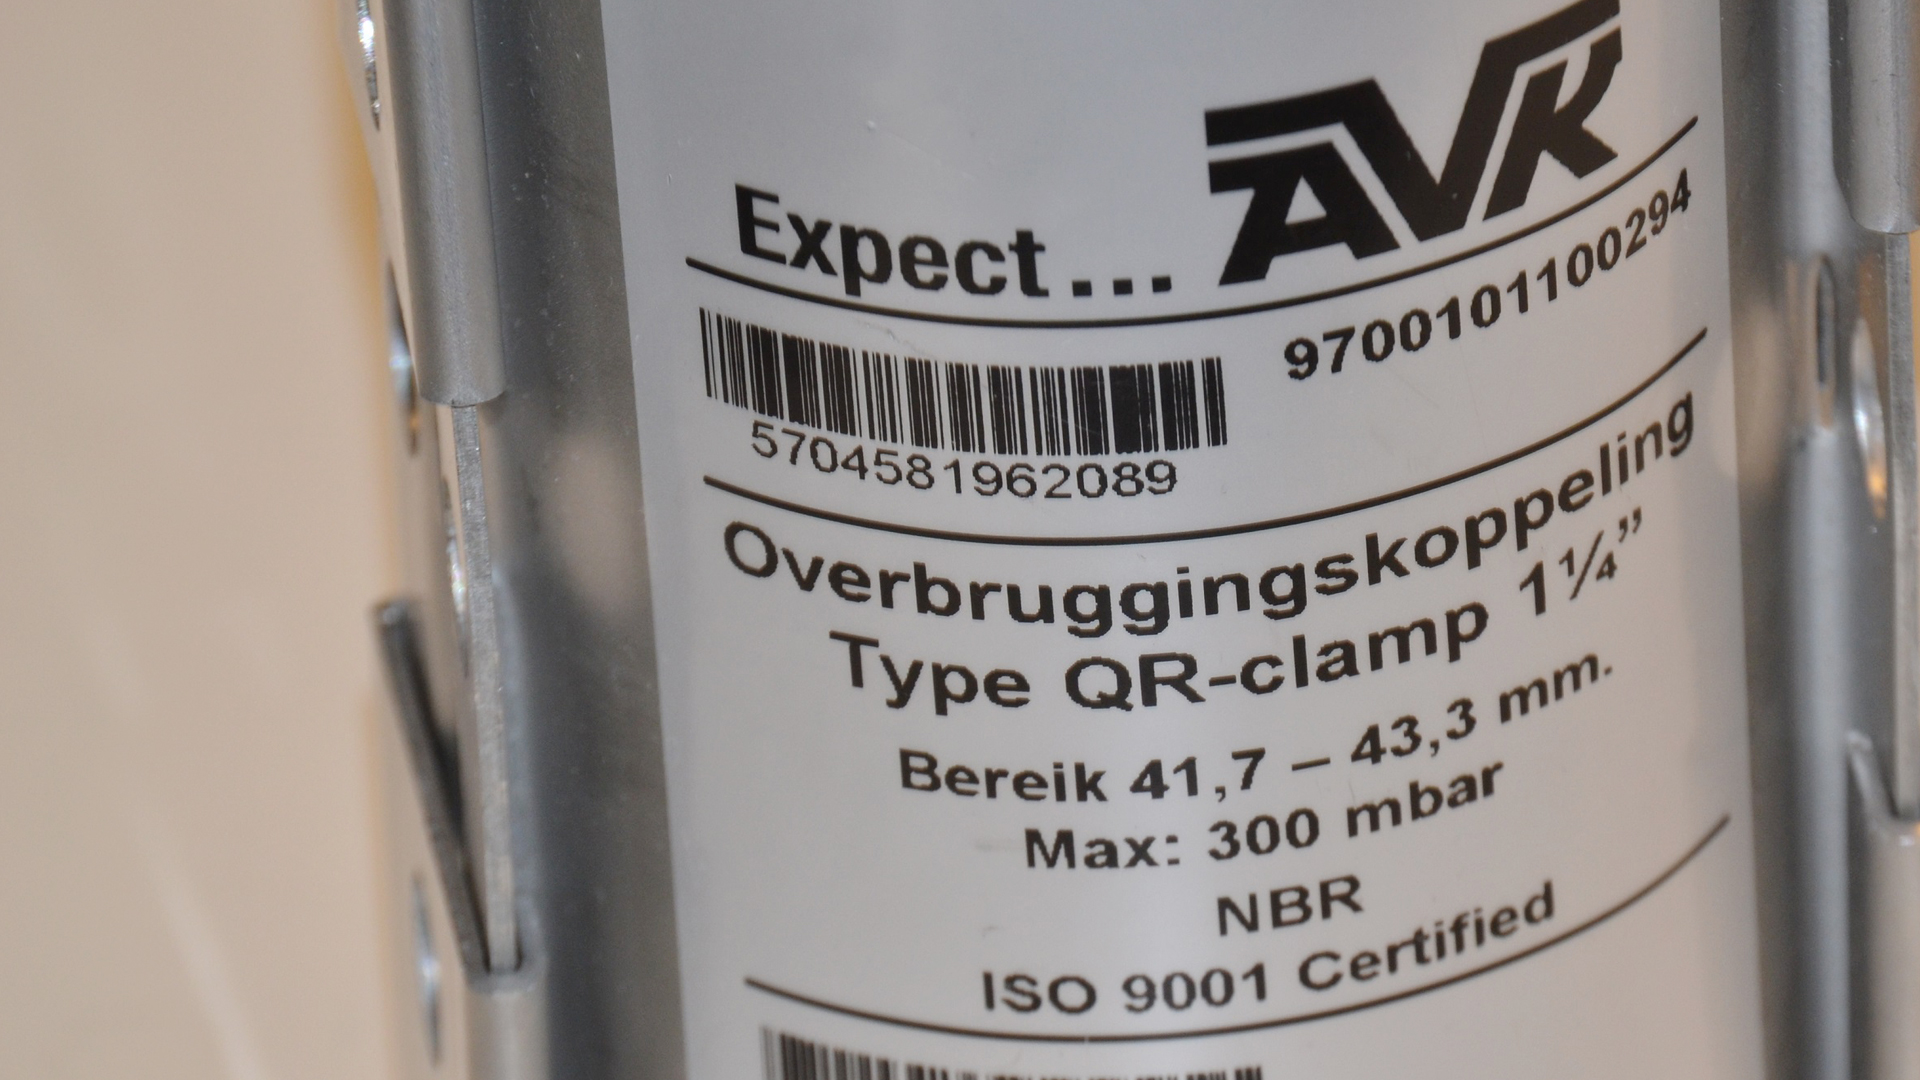 Expect... AVK
9700101100294
5704581962089
Overbruggingskoppeling
Type QR-clamp 1¼”
Bereik 41,7 – 43,3 mm.
Max: 300 mbar
NBR
ISO 9001 Certified